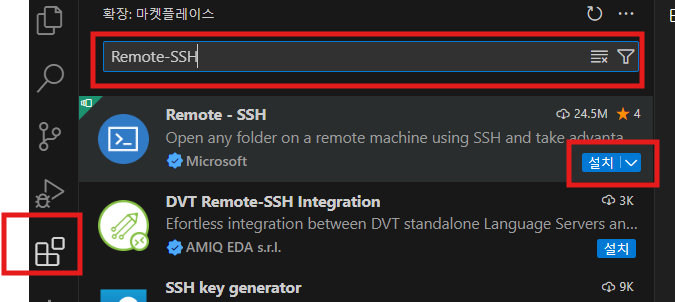 확장: 마켓플레이스
Remote-SSH
Remote - SSH 24.5M 4
Open any folder on a remote machine using SSH and take advanta
Microsoft 설치
DVT Remote-SSH Integration 3K
Effortless integration between DVT standalone Language Servers an...
AMIQ EDA s.r.l. 설치
SSH key generator 9K